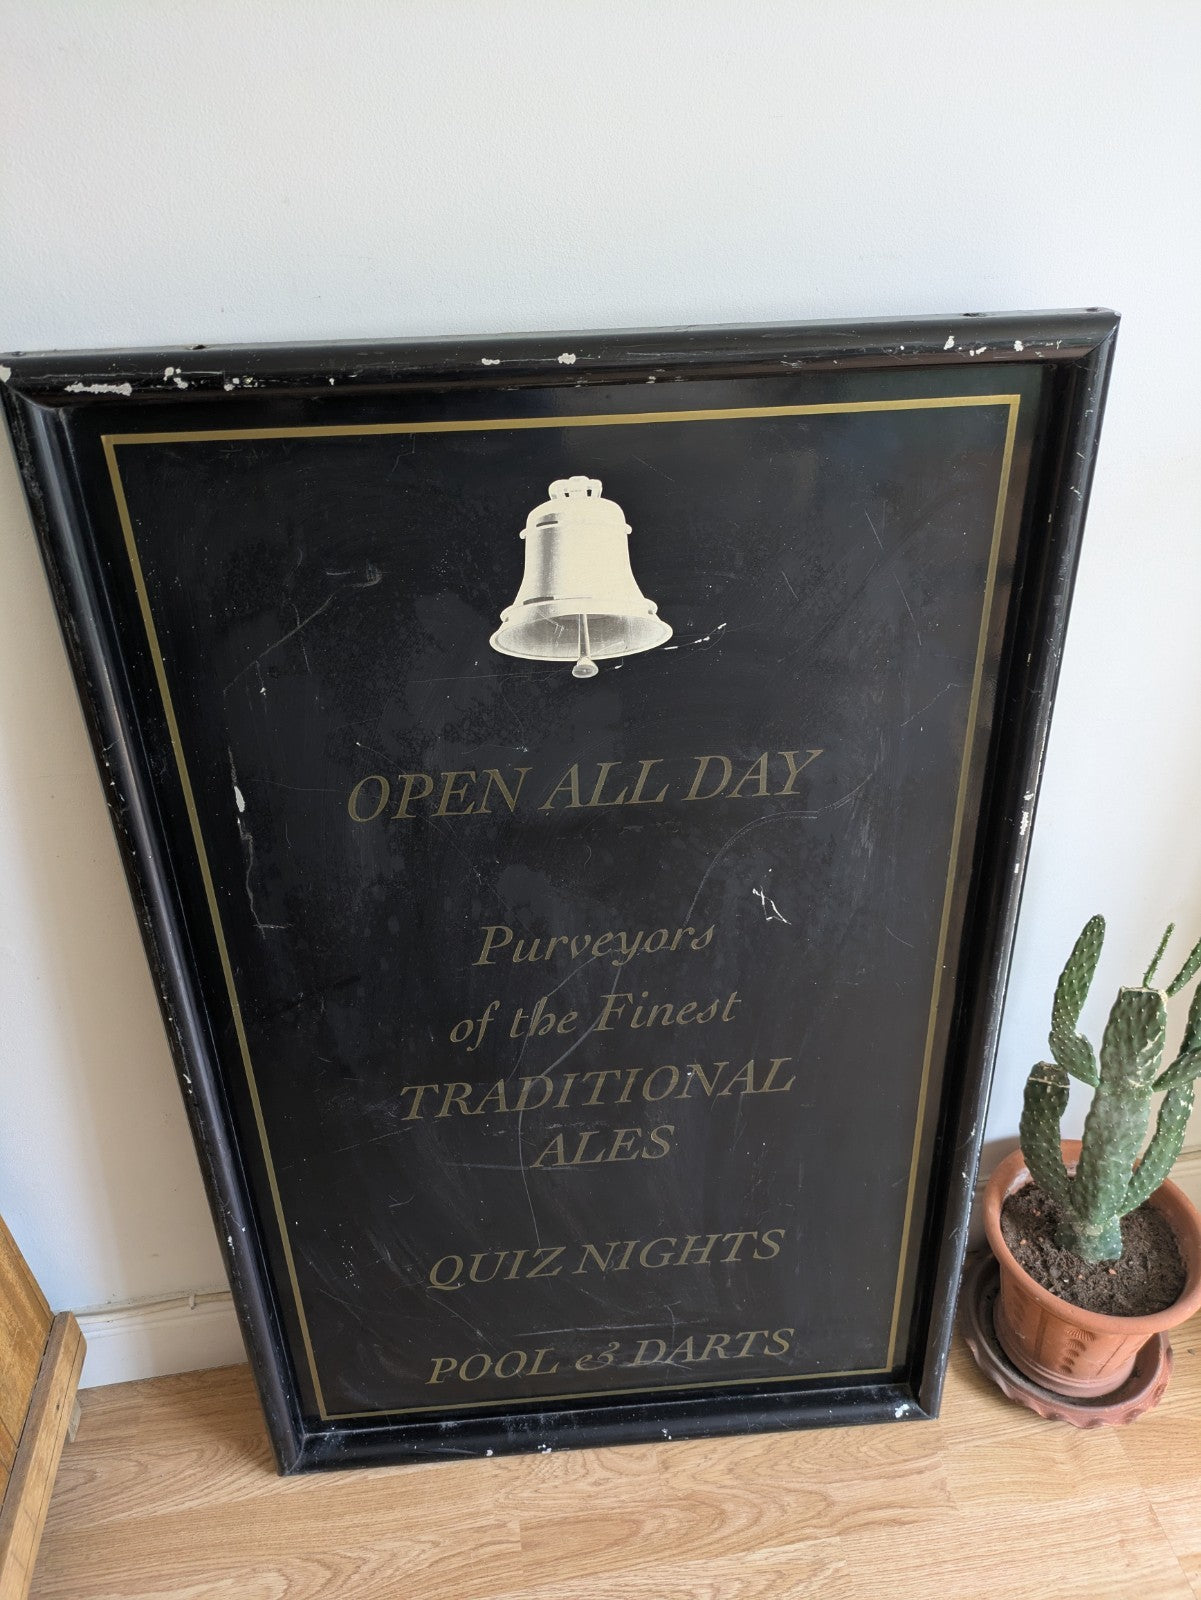 OPEN ALL DAY
Purveyors
of the Finest
TRADITIONAL
ALES
QUIZ NIGHTS
POOL & DARTS